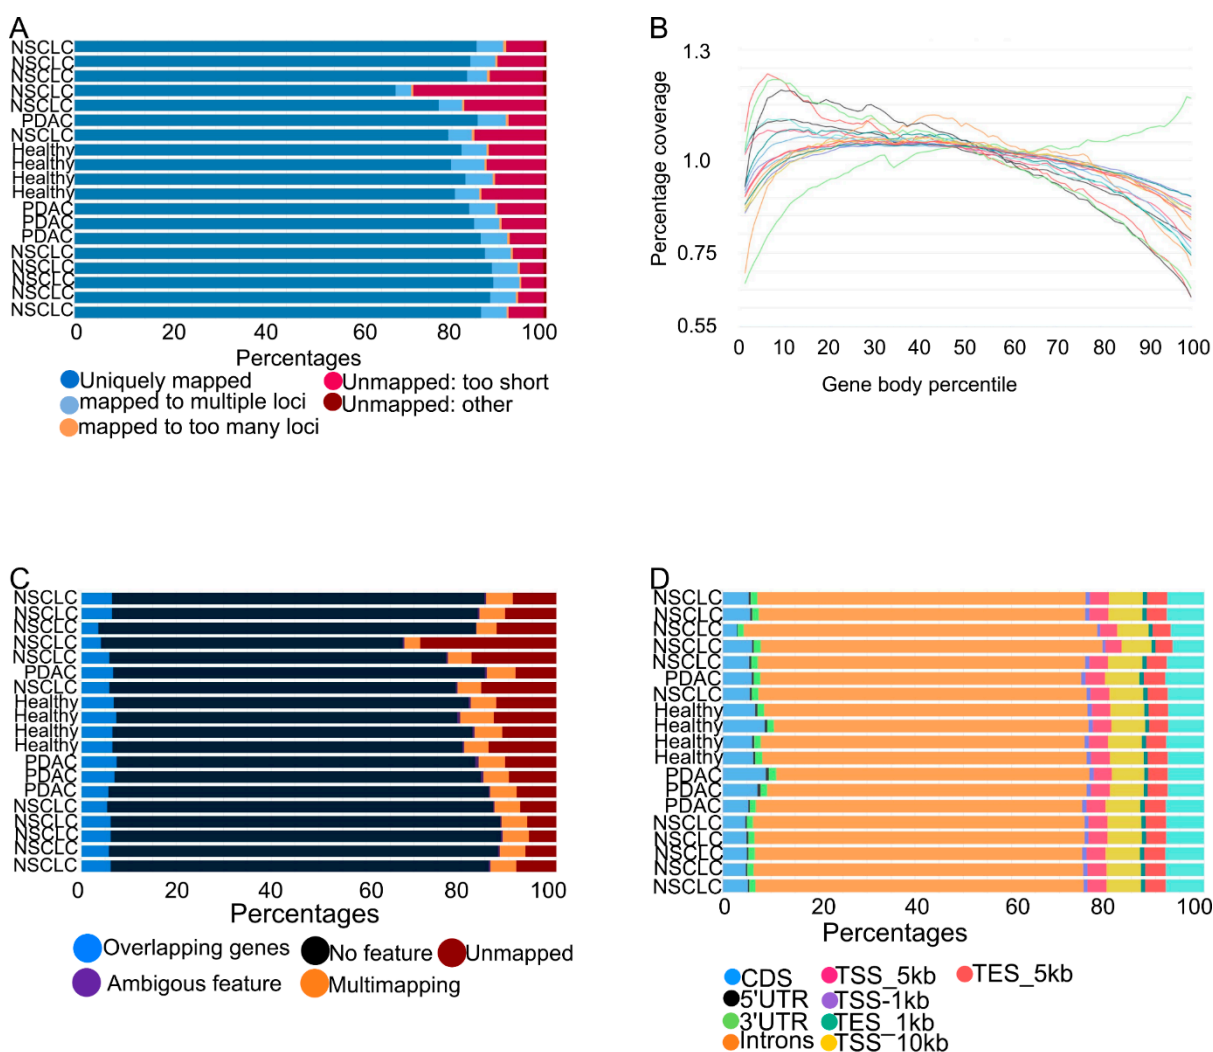 A
NSCLC
NSCLC
NSCLC
NSCLC
NSCLC
PDAC
NSCLC
Healthy
Healthy
Healthy
Healthy
PDAC
PDAC
PDAC
NSCLC
NSCLC
NSCLC
NSCLC
NSCLC
0 20 40 60 80 100
Percentages
Uniquely mapped
mapped to multiple loci
mapped to too many loci
Unmapped: too short
Unmapped: other
B
1.3
1.0
0.75
0.55
Percentage coverage
0 10 20 30 40 50 60 70 80 90 100
Gene body percentile
C
NSCLC
NSCLC
NSCLC
NSCLC
NSCLC
PDAC
NSCLC
Healthy
Healthy
Healthy
Healthy
PDAC
PDAC
PDAC
NSCLC
NSCLC
NSCLC
NSCLC
NSCLC
0 20 40 60 80 100
Percentages
Overlapping genes
No feature
Unmapped
Ambigous feature
Multimapping
D
NSCLC
NSCLC
NSCLC
NSCLC
NSCLC
PDAC
NSCLC
Healthy
Healthy
Healthy
Healthy
PDAC
PDAC
PDAC
NSCLC
NSCLC
NSCLC
NSCLC
NSCLC
0 20 40 60 80 100
Percentages
CDS
5'UTR
3'UTR
Introns
TSS_5kb
TSS-1kb
TES_1kb
TSS_10kb
TES_5kb